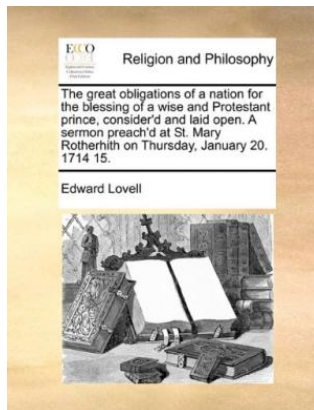 ECCO
Religion and Philosophy
The great obligations of a nation for
the blessing of a wise and Protestant
prince, consider'd and laid open. A
sermon preach'd at St. Mary
Rotherhith on Thursday, January 20.
1714 15.
Edward Lovell